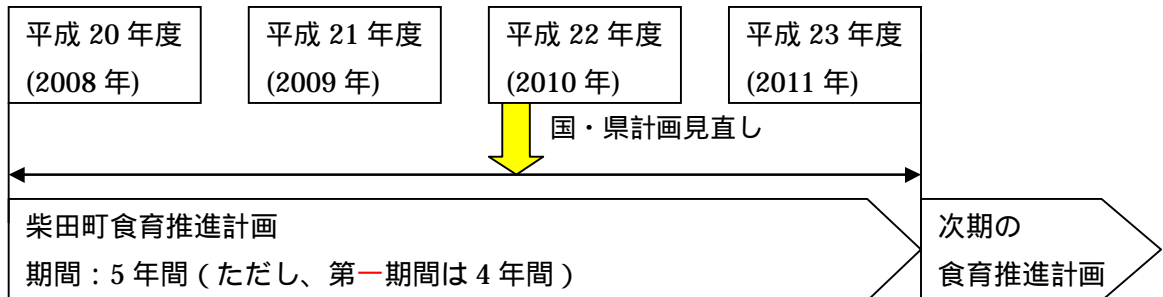 平成 20 年度
(2008 年)
平成 21 年度
(2009 年)
平成 22 年度
(2010 年)
平成 23 年度
(2011 年)
国・県計画見直し
柴田町食育推進計画
期間:5 年間(ただし、第一期間は 4 年間)
次期の
食育推進計画